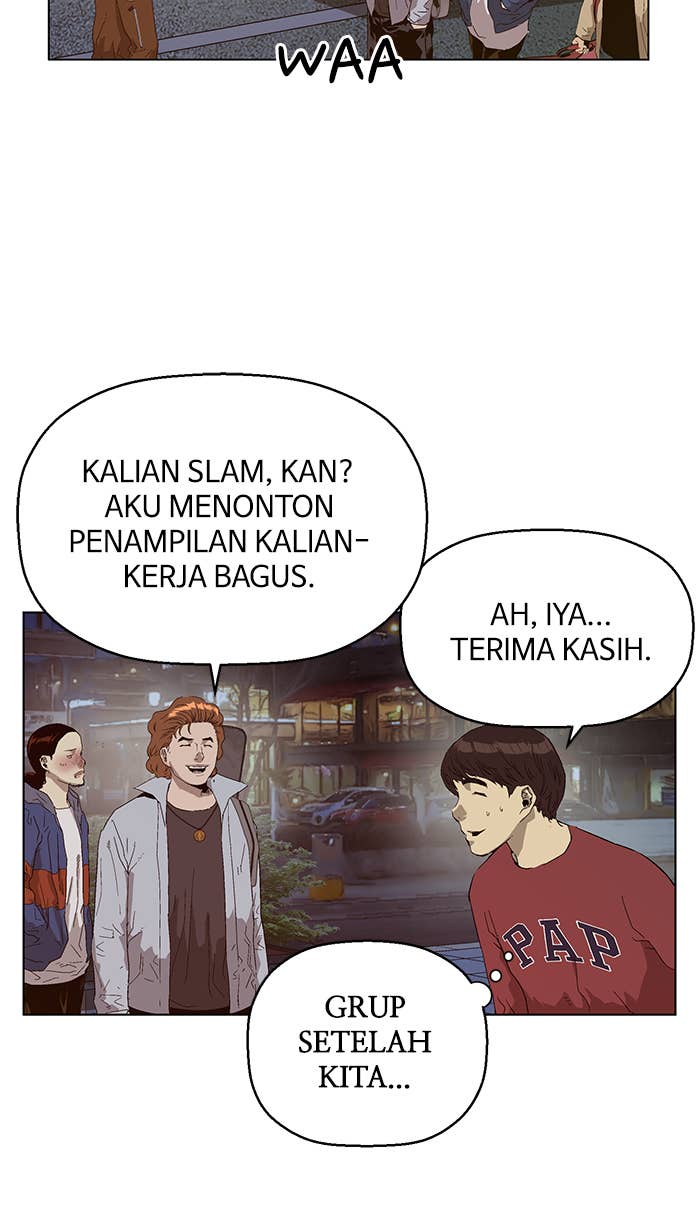 WAA
KALIAN SLAM, KAN?
AKU MENONTON
PENAMPILAN KALIAN-
KERJA BAGUS.
AH, IYA...
TERIMA KASIH.
PAP
GRUP
SETELAH
KITA...